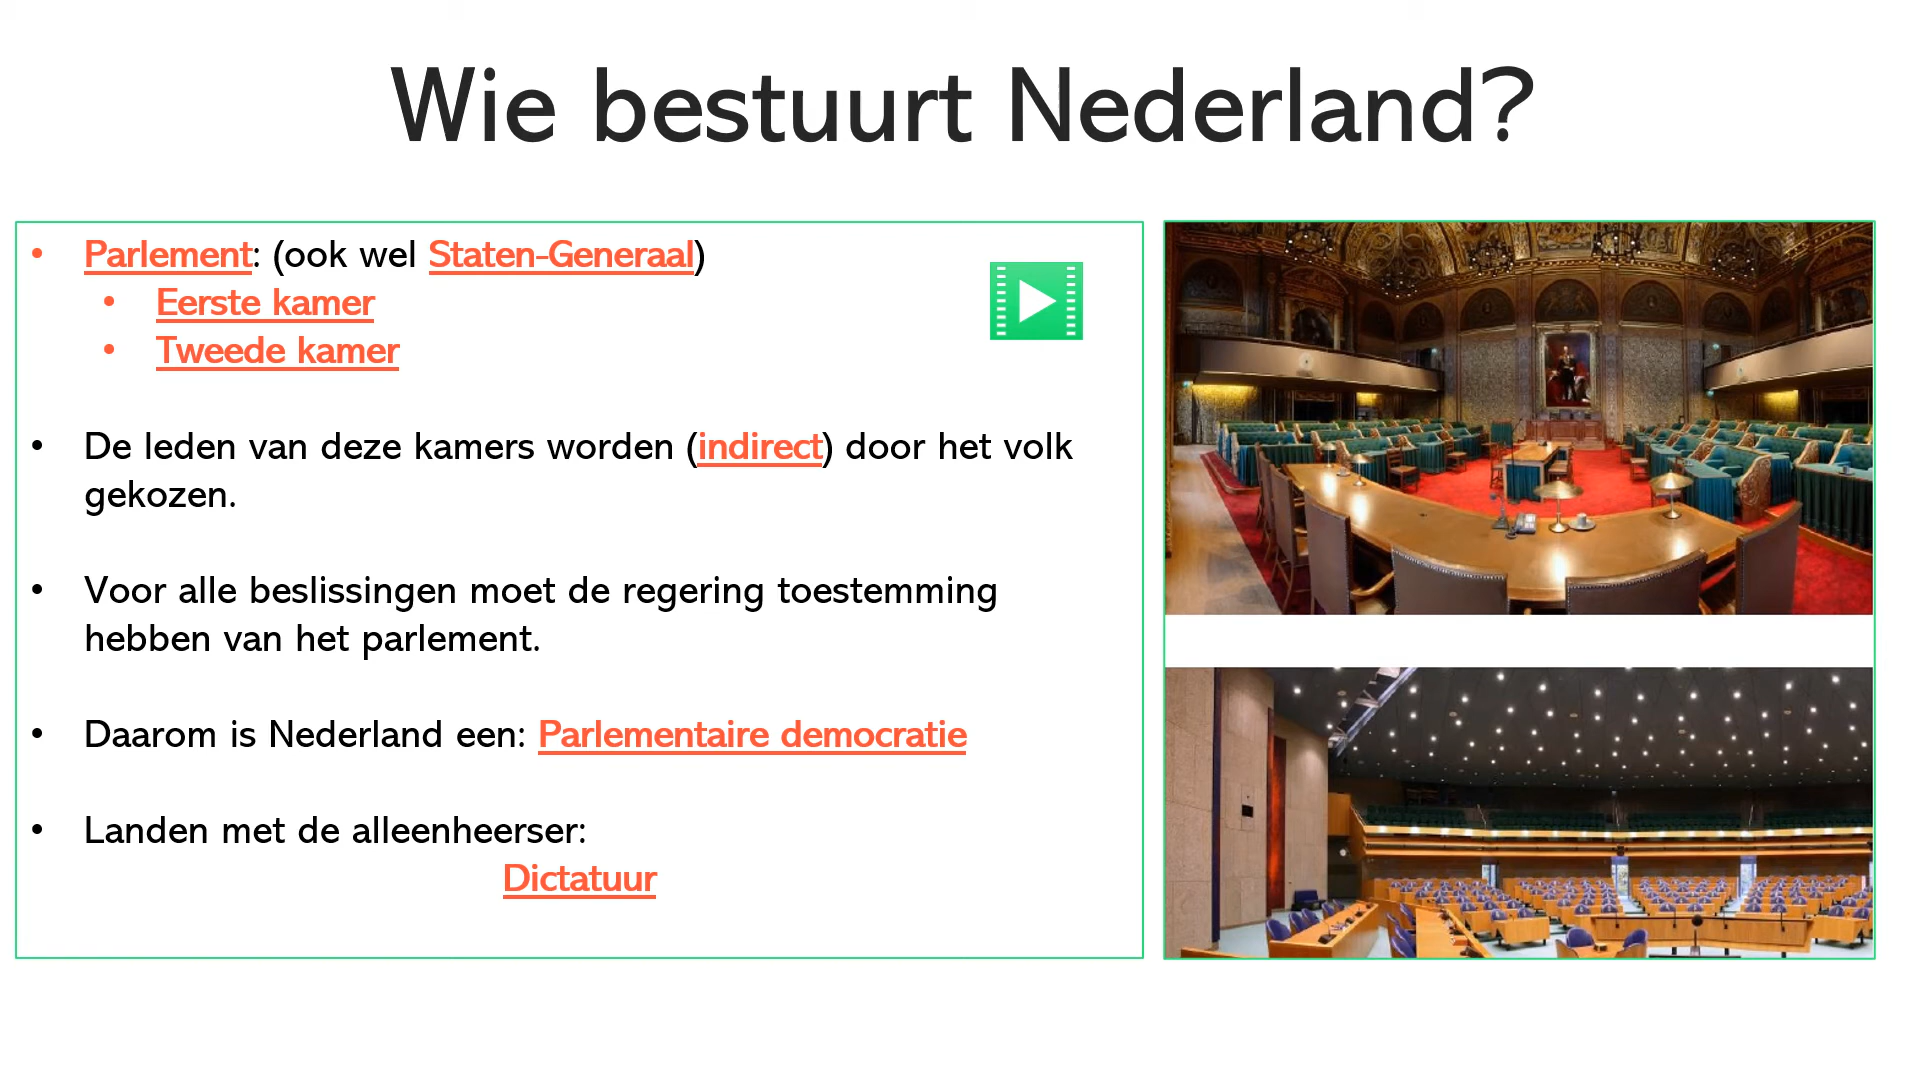 Wie bestuurt Nederland?
• Parlement: (ook wel Staten-Generaal)
• Eerste kamer
• Tweede kamer
• De leden van deze kamers worden (indirect) door het volk
gekozen.
• Voor alle beslissingen moet de regering toestemming
hebben van het parlement.
• Daarom is Nederland een: Parlementaire democratie
• Landen met de alleenheerser:
Dictatuur